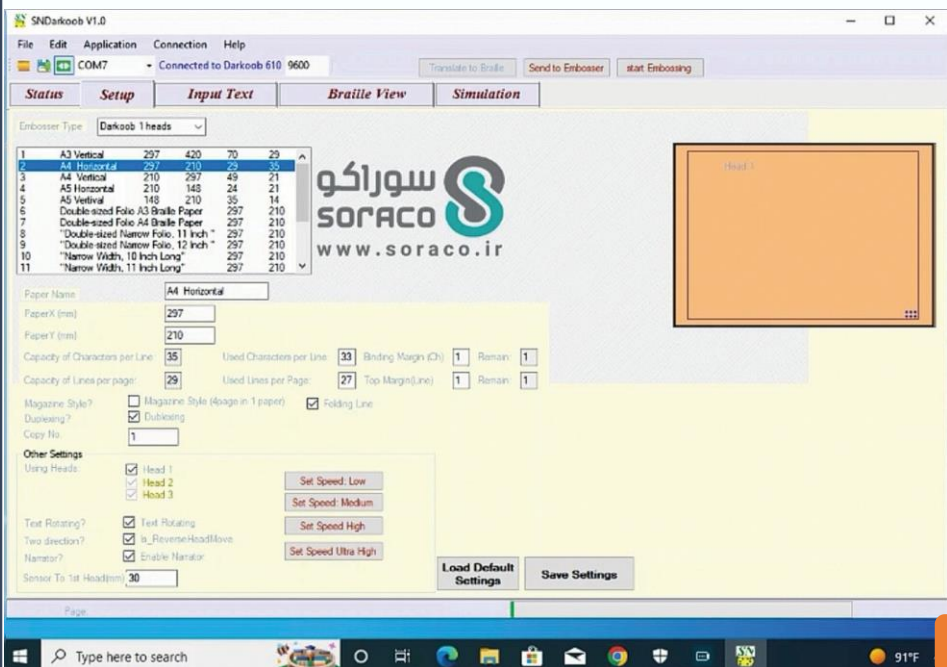 SNDarkoob V1.0
File Edit Application Connection Help
COM7 Connected to Darkoob 610 9600 Translate to Braille Send to Embosser start Embossing
Status Setup Input Text Braille View Simulation
Embosser Type Darkoob 1 heads
1 A3 Vertical 297 420 70 29
2 A4 Horizontal 297 210 29 35
3 A4 Vertical 210 297 49 21
4 A5 Horizontal 210 148 24 21
5 A5 Vertival 148 210 35 14
6 Double-sized Folio A3 Braille Paper 297 210
7 Double-sized Folio A4 Braille Paper 297 210
8 "Double-sized Narrow Folio, 11 Inch " 297 210
9 "Double-sized Narrow Folio, 12 Inch " 297 210
10 "Narrow Width, 10 Inch Long" 297 210
11 "Narrow Width, 11 Inch Long" 297 210
سوراکو
SORACO
www.soraco.ir
Head 1
Paper Name A4 Horizontal
PaperX (mm) 297
PaperY (mm) 210
Capacity of Characters per Line 35 Used Characters per Line 33 Binding Margin (Ch) 1 Remain: 1
Capacity of Lines per page: 29 Used Lines per Page: 27 Top Margin(Line) 1 Remain: 1
Magazine Style? Magazine Style (4page in 1 paper) Folding Line
Duplexing? Dublexing
Copy No. 1
Other Settings
Using Heads: Head 1
Head 2
Head 3
Set Speed: Low
Set Speed: Medium
Text Rotating? Text Rotating Set Speed High
Two direction? Is_ReverseHeadMove
Narrator? Enable Narrator Set Speed Ultra High
Sensor To 1st Head(mm) 30
Load Default Settings Save Settings
Page:
Type here to search 91°F